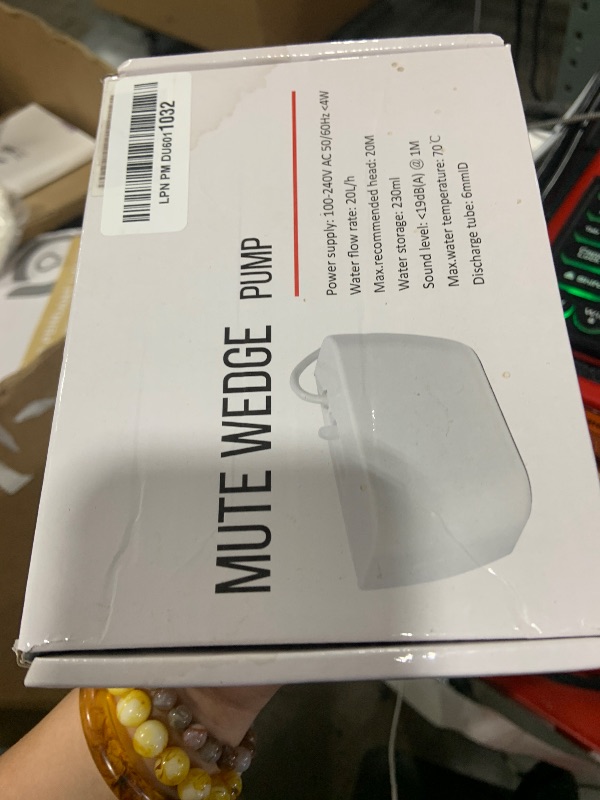 LPN PM DU6011032
MUTE WEDGE PUMP
Power supply: 100-240V AC 50/60Hz <4W
Water flow rate: 20L/h
Max.recommended head: 20M
Water storage: 230ml
Sound level: <19dB(A) @ 1M
Max.water temperature: 70℃
Discharge tube: 6mmID